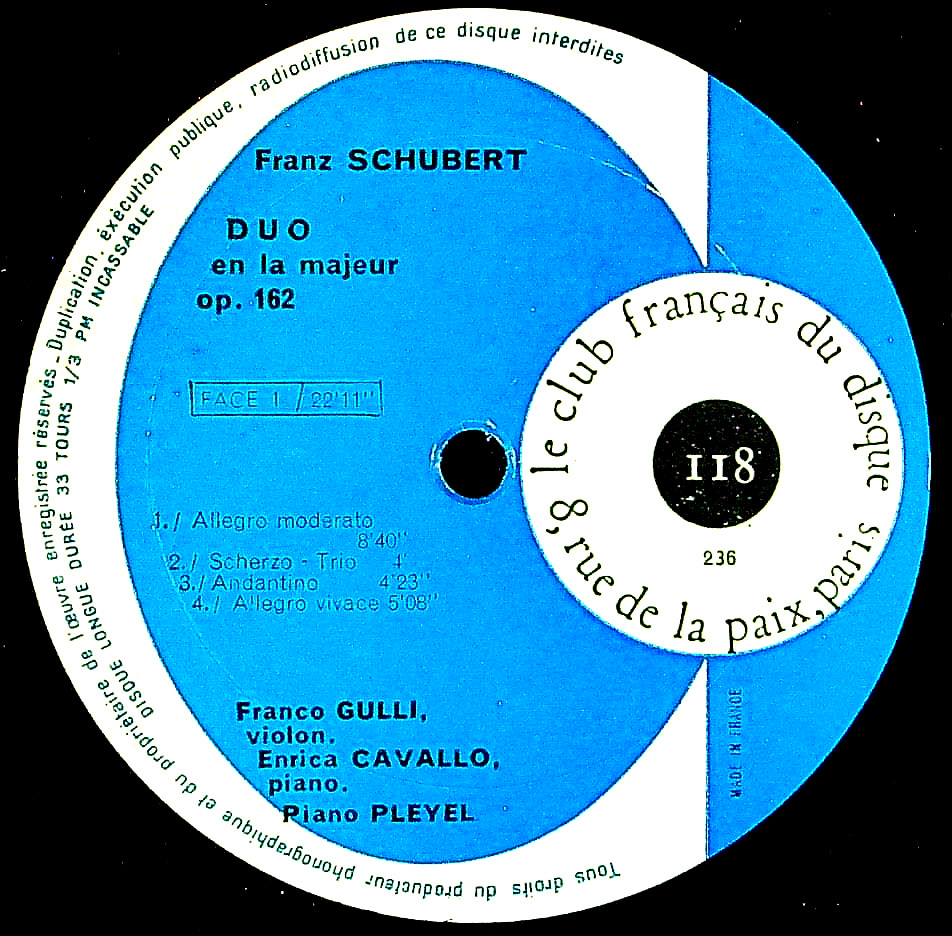 Tous droits du producteur phonographique et du propriétaire de l'œuvre enregistrée réservés - Duplication, éxécution publique, radiodiffusion de ce disque interdites
DISQUE LONGUE DURÉE 33 TOURS 1/3 PM INCASSABLE
Franz SCHUBERT
DUO
en la majeur
op. 162
FACE 1 / 22'11"
1./ Allegro moderato
8'40"
2./ Scherzo - Trio 4'
3./ Andantino 4'23"
4./ Allegro vivace 5'08"
Franco GULLI,
violon.
Enrica CAVALLO,
piano.
Piano PLEYEL
le club français du disque
8, rue de la paix, paris
118
236
MADE IN FRANCE